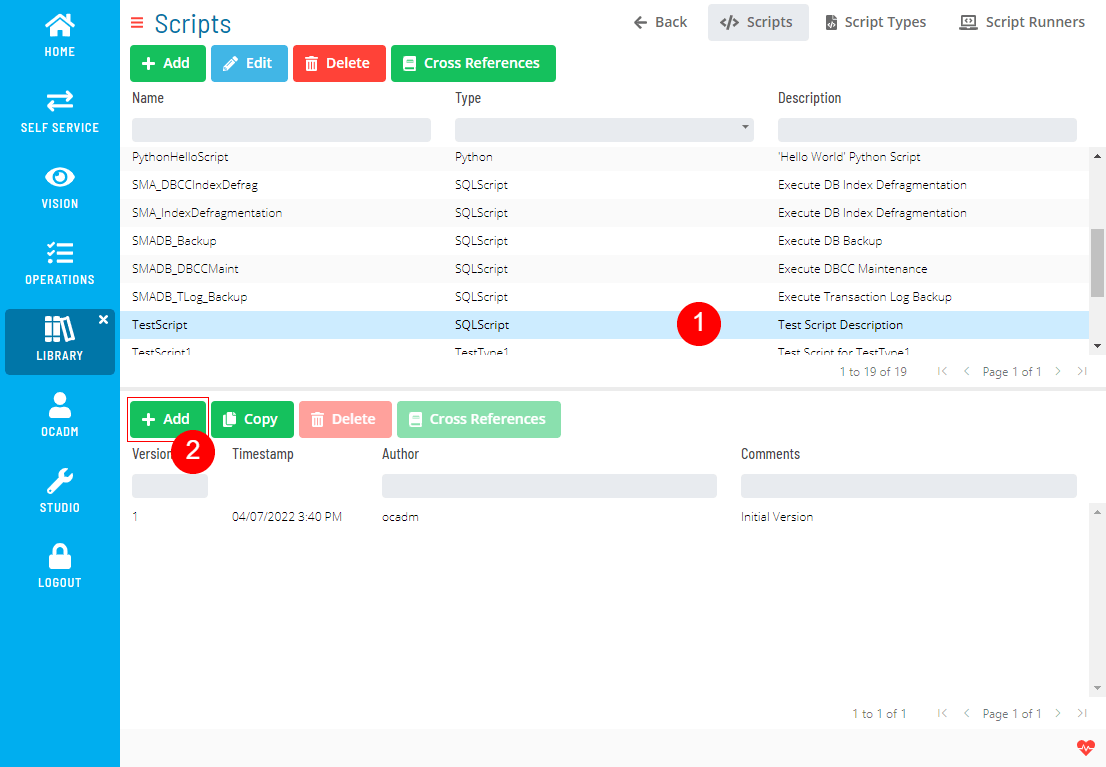 HOME
SELF SERVICE
VISION
OPERATIONS
LIBRARY
OCADM
STUDIO
LOGOUT
Scripts
Back Scripts Script Types Script Runners
Add Edit Delete Cross References
Name Type Description
PythonHelloScript Python 'Hello World' Python Script
SMA_DBCCIndexDefrag SQLScript Execute DB Index Defragmentation
SMA_IndexDefragmentation SQLScript Execute DB Index Defragmentation
SMADB_Backup SQLScript Execute DB Backup
SMADB_DBCCMaint SQLScript Execute DBCC Maintenance
SMADB_TLog_Backup SQLScript Execute Transaction Log Backup
TestScript SQLScript 1 Test Script Description
TestScript1 TestType1 Test Script for TestType1
1 to 19 of 19 Page 1 of 1
Add Copy Delete Cross References
2
Version Timestamp Author Comments
1 04/07/2022 3:40 PM ocadm Initial Version
1 to 1 of 1 Page 1 of 1